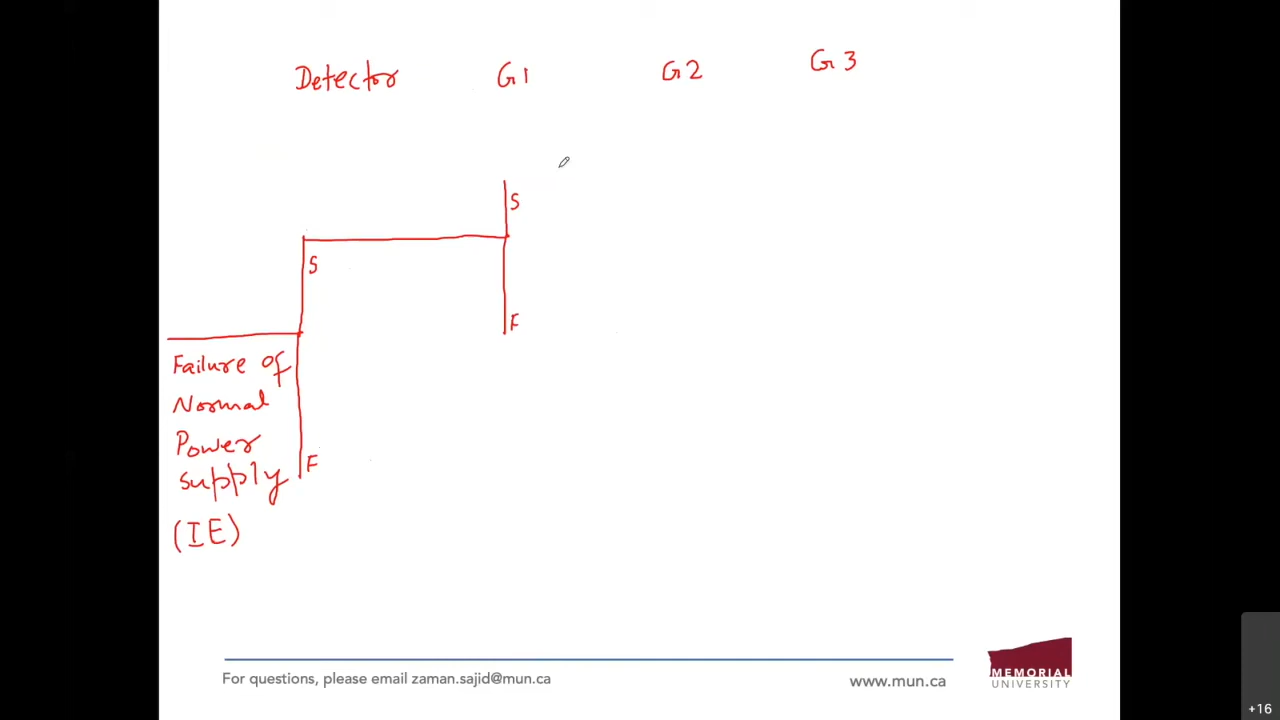 Detector G1 G2 G3
S
S
F
Failure of
Normal
Power
Supply
F
(IE)
For questions, please email zaman.sajid@mun.ca
www.mun.ca
MEMORIAL
UNIVERSITY
+16